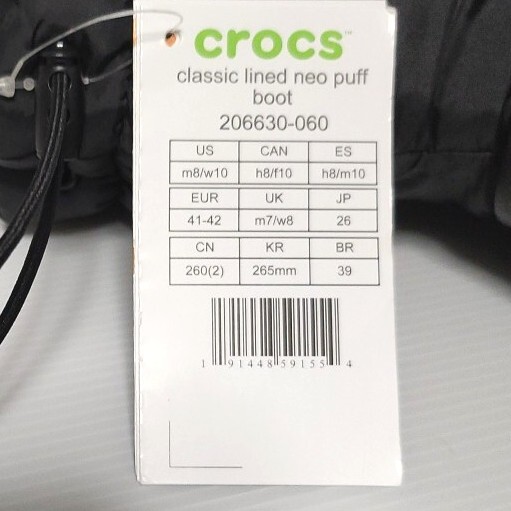 crocs™
classic lined neo puff
boot
206630-060
US CAN ES
m8/w10 h8/f10 h8/m10
EUR UK JP
41-42 m7/w8 26
CN KR BR
260(2) 265mm 39
1 91448 59155 4